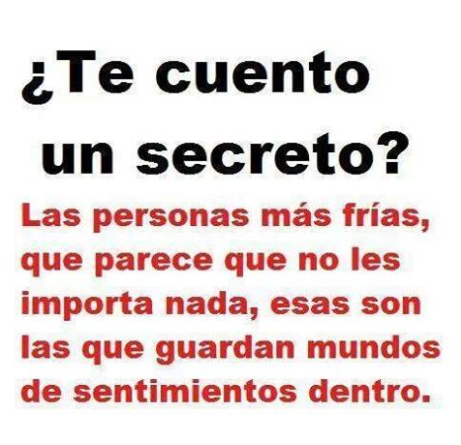 ¿Te cuento
un secreto?
Las personas más frías,
que parece que no les
importa nada, esas son
las que guardan mundos
de sentimientos dentro.